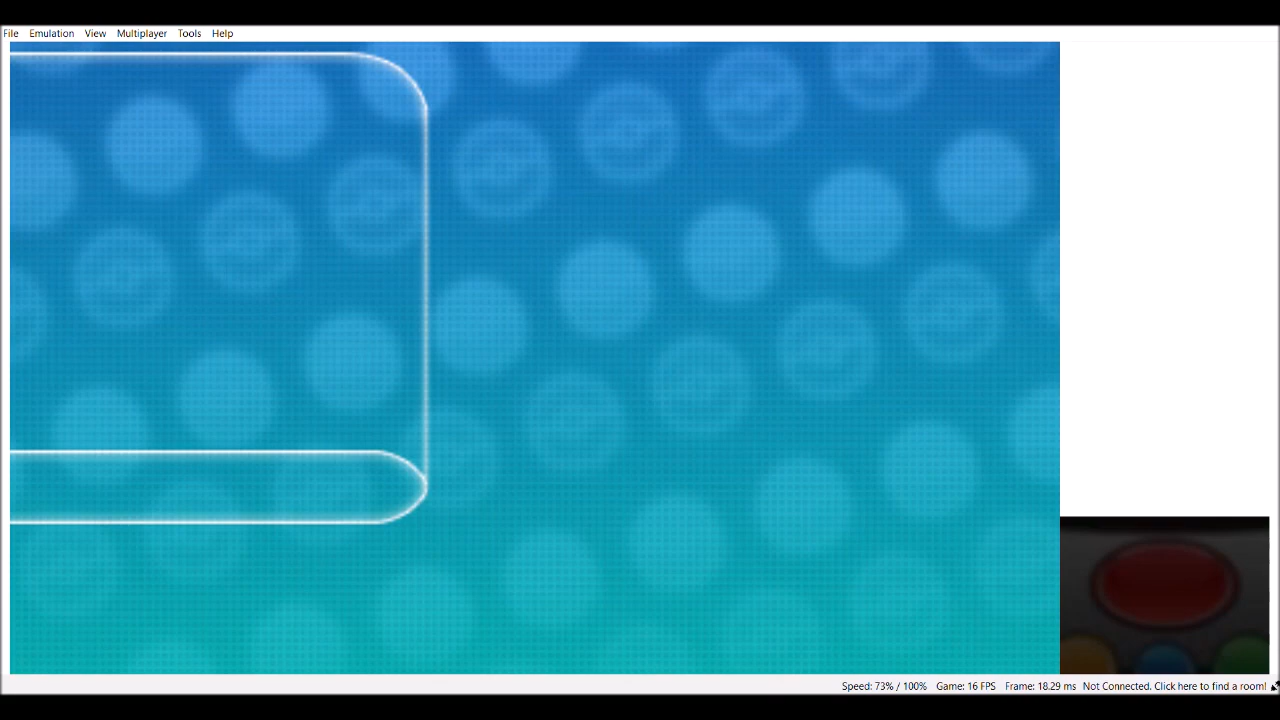 File Emulation View Multiplayer Tools Help
Speed: 73% / 100% Game: 16 FPS Frame: 18.29 ms Not Connected. Click here to find a room!